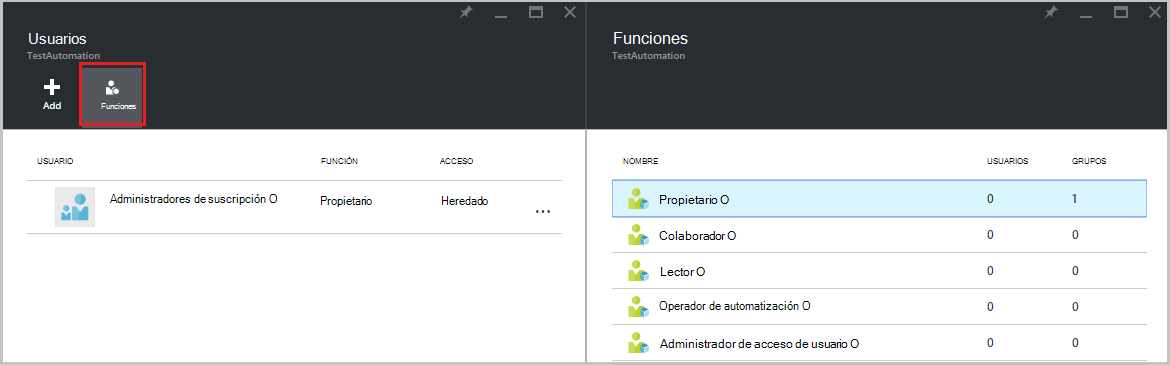 Usuarios
TestAutomation
Add
Funciones
USUARIO FUNCIÓN ACCESO
Administradores de suscripción O Propietario Heredado ...
Funciones
TestAutomation
NOMBRE USUARIOS GRUPOS
Propietario O 0 1
Colaborador O 0 0
Lector O 0 0
Operador de automatización O 0 0
Administrador de acceso de usuario O 0 0